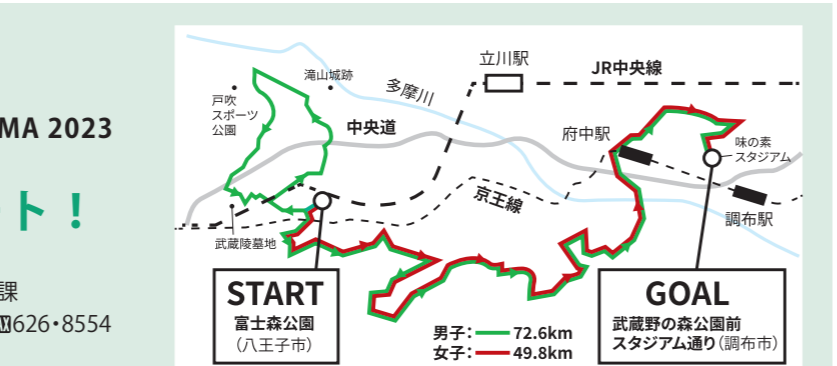 MA 2023
ート！
課
626・8554
立川駅
JR中央線
滝山城跡
多摩川
戸吹
スポーツ
公園
中央道
府中駅
味の素
スタジアム
京王線
調布駅
武蔵陵墓地
START
富士森公園
（八王子市）
GOAL
武蔵野の森公園前
スタジアム通り（調布市）
男子：72.6km
女子：49.8km